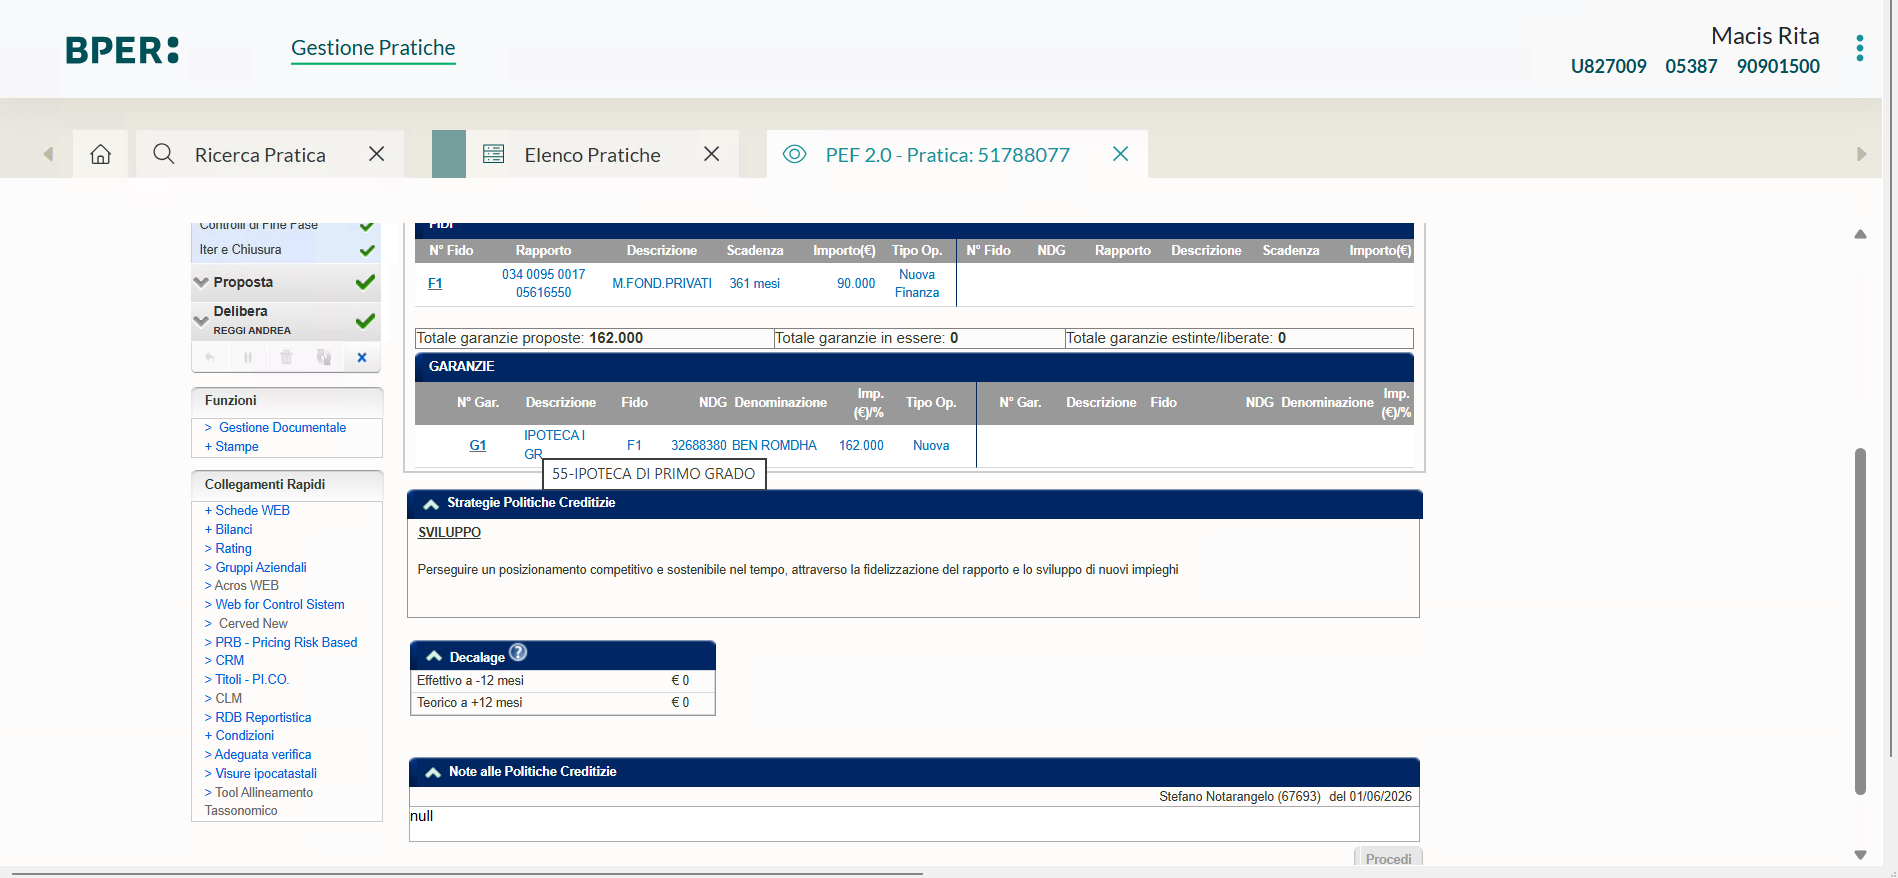 BPER:
Gestione Pratiche
Macis Rita
U827009 05387 90901500
Ricerca Pratica
Elenco Pratiche
PEF 2.0 - Pratica: 51788077
Controlli di Fine Fase
Iter e Chiusura
Proposta
Delibera
REGGI ANDREA
Funzioni
> Gestione Documentale
+ Stampe
Collegamenti Rapidi
+ Schede WEB
+ Bilanci
> Rating
> Gruppi Aziendali
> Acros WEB
> Web for Control Sistem
> Cerved New
> PRB - Pricing Risk Based
> CRM
> Titoli - PI.CO.
> CLM
> RDB Reportistica
+ Condizioni
> Adeguata verifica
> Visure ipocatastali
> Tool Allineamento
Tassonomico
FIDI
N° Fido Rapporto Descrizione Scadenza Importo(€) Tipo Op. N° Fido NDG Rapporto Descrizione Scadenza Importo(€)
F1 034 0095 0017 05616550 M.FOND.PRIVATI 361 mesi 90.000 Nuova Finanza
Totale garanzie proposte: 162.000 Totale garanzie in essere: 0 Totale garanzie estinte/liberate: 0
GARANZIE
N° Gar. Descrizione Fido NDG Denominazione Imp. (€)/% Tipo Op. N° Gar. Descrizione Fido NDG Denominazione Imp. (€)/%
G1 IPOTECA I GR F1 32688380 BEN ROMDHA 162.000 Nuova
55-IPOTECA DI PRIMO GRADO
Strategie Politiche Creditizie
SVILUPPO
Perseguire un posizionamento competitivo e sostenibile nel tempo, attraverso la fidelizzazione del rapporto e lo sviluppo di nuovi impieghi
Decalage ?
Effettivo a -12 mesi € 0
Teorico a +12 mesi € 0
Note alle Politiche Creditizie
Stefano Notarangelo (67693) del 01/06/2026
null
Procedi